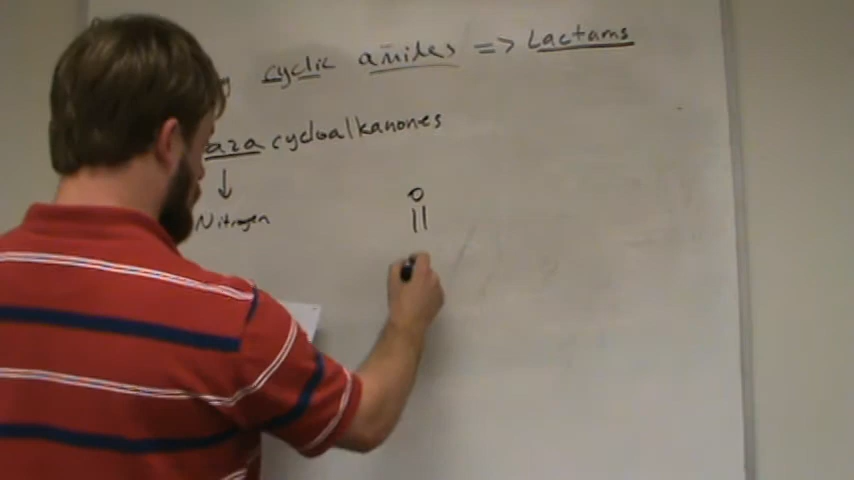 cyclic amides => Lactams
aza cycloalkanones
↓
Nitrogen
O
||